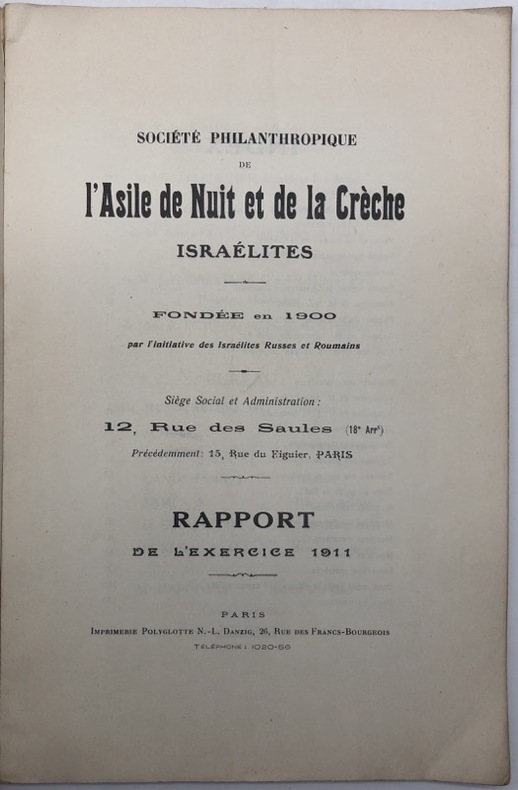 SOCIÉTÉ PHILANTHROPIQUE
DE
l'Asile de Nuit et de la Crèche
ISRAÉLITES
FONDÉE en 1900
par l'initiative des Israélites Russes et Roumains
Siège Social et Administration :
12, Rue des Saules (18e Arrt)
Précédemment : 15, Rue du Figuier, PARIS
RAPPORT
DE L'EXERCICE 1911
PARIS
IMPRIMERIE POLYGLOTTE N.-L. DANZIG, 26, RUE DES FRANCS-BOURGEOIS
TÉLÉPHONE : 1020-56